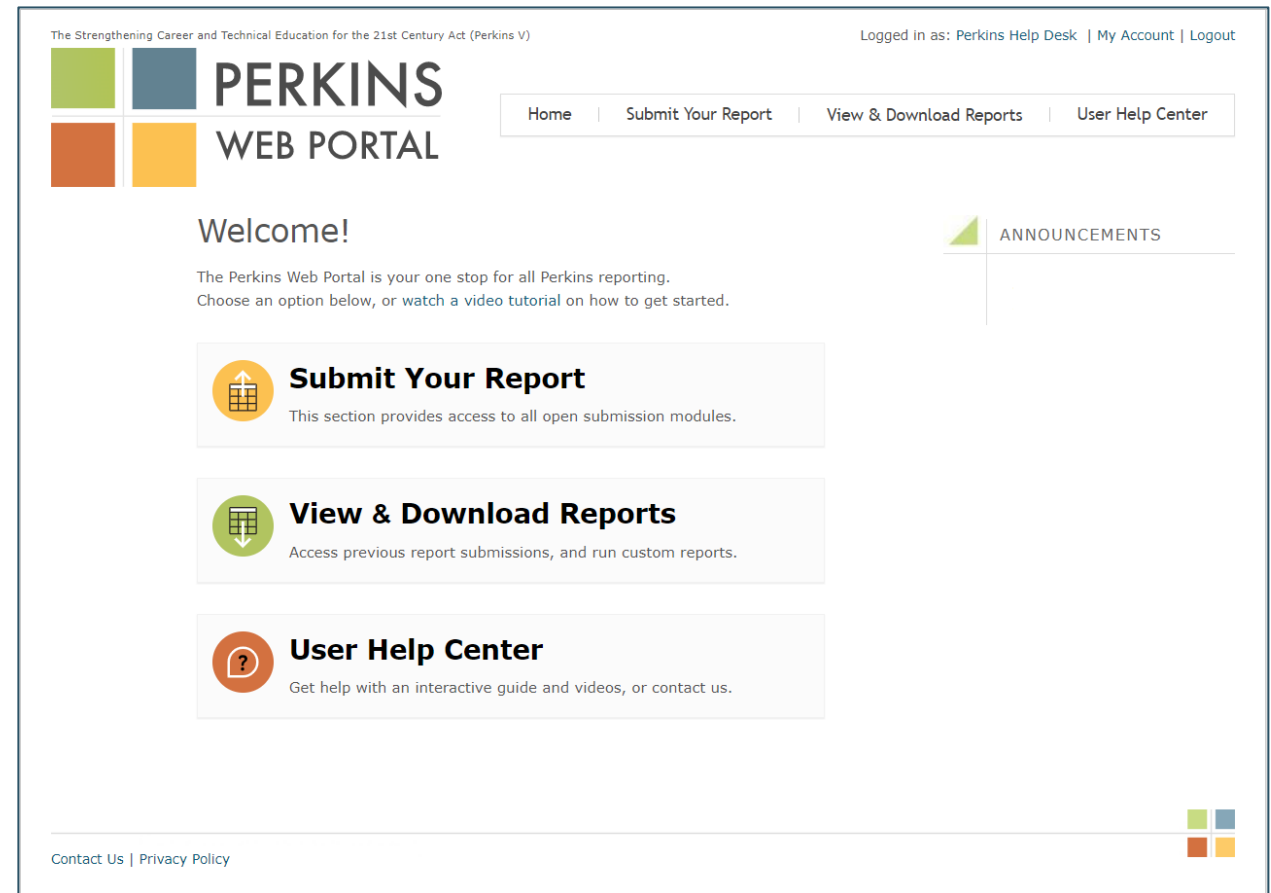 The Strengthening Career and Technical Education for the 21st Century Act (Perkins V)
Logged in as: Perkins Help Desk | My Account | Logout
PERKINS
WEB PORTAL
Home | Submit Your Report | View & Download Reports | User Help Center
Welcome!
The Perkins Web Portal is your one stop for all Perkins reporting.
Choose an option below, or watch a video tutorial on how to get started.
ANNOUNCEMENTS
Submit Your Report
This section provides access to all open submission modules.
View & Download Reports
Access previous report submissions, and run custom reports.
?
User Help Center
Get help with an interactive guide and videos, or contact us.
Contact Us | Privacy Policy